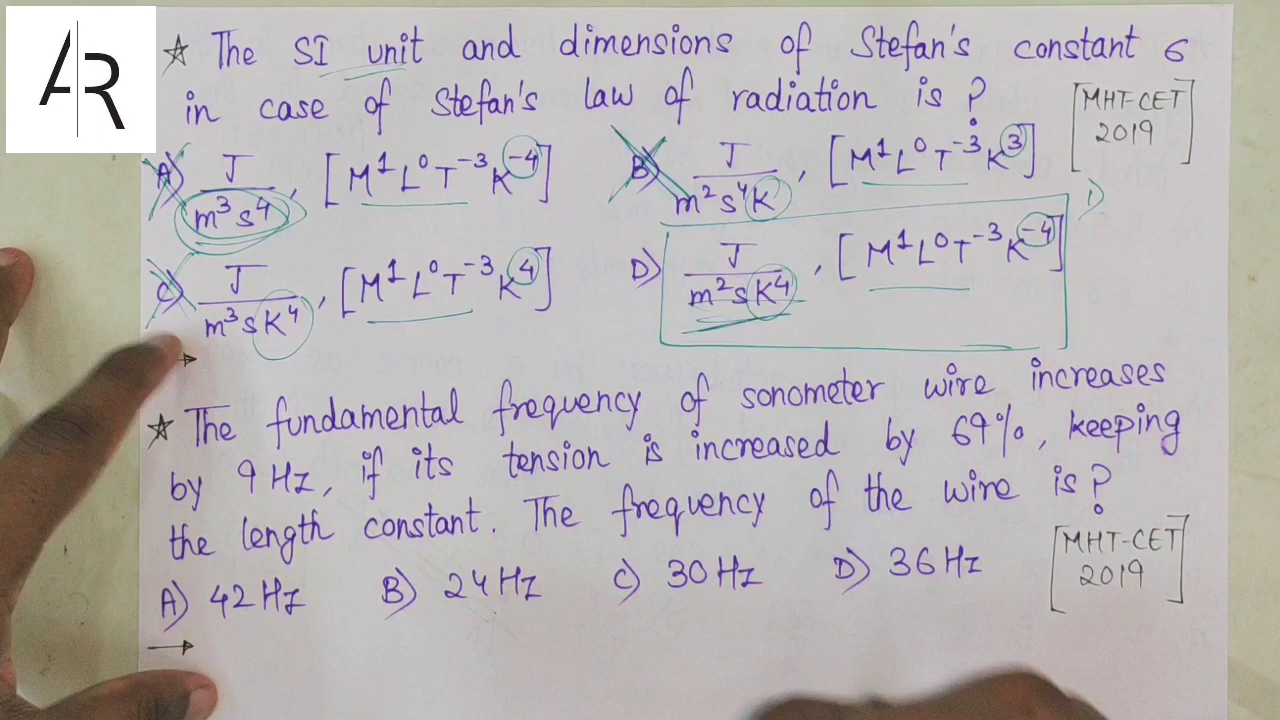 AR
☆ The SI unit and dimensions of Stefan's constant 6
in case of Stefan's law of radiation is ?
[MHT-CET 2019]
A) J/m³s⁴, [M¹L⁰T⁻³K⁻⁴] B) J/m²s⁴K, [M¹L⁰T⁻³K³]
D
C) J/m³sK⁴, [M¹L⁰T⁻³K⁴] D) J/m²sK⁴, [M¹L⁰T⁻³K⁻⁴]
→
☆ The fundamental frequency of sonometer wire increases
by 9 Hz, if its tension is increased by 69%, keeping
the length constant. The frequency of the wire is ?
[MHT-CET 2019]
A) 42 Hz B) 24 Hz C) 30 Hz D) 36 Hz
→